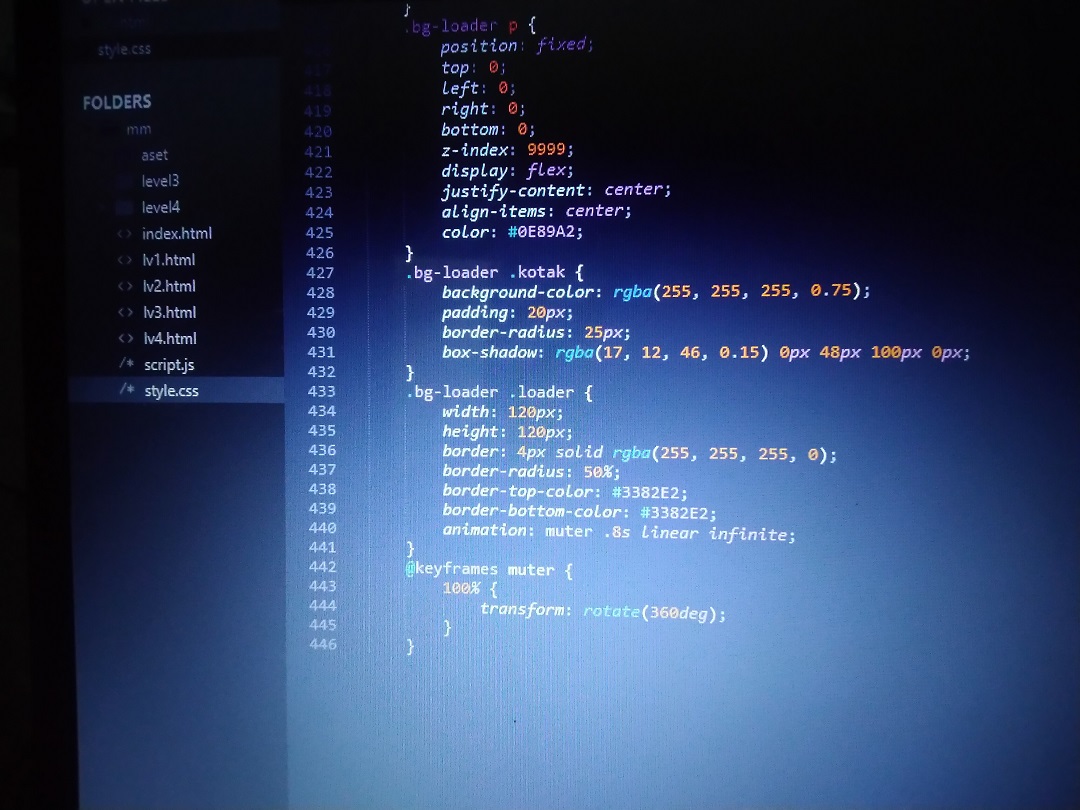 style.css
FOLDERS
mm
aset
level3
level4
<> index.html
<> lv1.html
<> lv2.html
<> lv3.html
<> lv4.html
/* script.js
/* style.css
}
.bg-loader p {
position: fixed;
417 top: 0;
418 left: 0;
419 right: 0;
420 bottom: 0;
421 z-index: 9999;
422 display: flex;
423 justify-content: center;
424 align-items: center;
425 color: #0E89A2;
426 }
427 .bg-loader .kotak {
428 background-color: rgba(255, 255, 255, 0.75);
429 padding: 20px;
430 border-radius: 25px;
431 box-shadow: rgba(17, 12, 46, 0.15) 0px 48px 100px 0px;
432 }
433 .bg-loader .loader {
434 width: 120px;
435 height: 120px;
436 border: 4px solid rgba(255, 255, 255, 0);
437 border-radius: 50%;
438 border-top-color: #3382E2;
439 border-bottom-color: #3382E2;
440 animation: muter .8s linear infinite;
441 }
442 @keyframes muter {
443 100% {
444 transform: rotate(360deg);
445 }
446 }